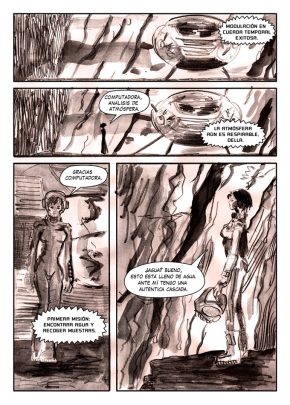 MODULACIÓN EN
CUERDA TEMPORAL
EXITOSA.
COMPUTADORA,
ANÁLISIS DE
ATMÓSFERA.
LA ATMÓSFERA
AÚN ES RESPIRABLE,
DELLA.
GRACIAS
COMPUTADORA.
PRIMERA MISIÓN:
ENCONTRAR AGUA Y
RECOGER MUESTRAS.
¿AGUA? BUENO,
ESTO ESTÁ LLENO DE AGUA.
ANTE MÍ TENGO UNA
AUTÉNTICA CASCADA.